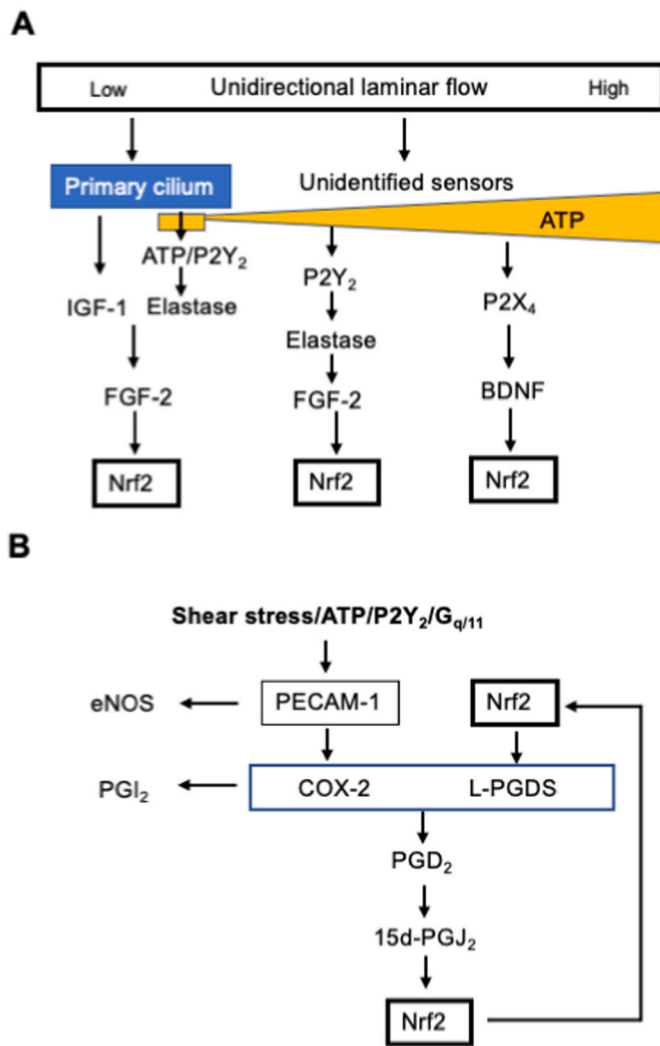 A
Low Unidirectional laminar flow High
Primary cilium
Unidentified sensors
ATP
ATP/P2Y₂
P2Y₂
P2X₄
IGF-1 Elastase
Elastase
FGF-2
FGF-2
BDNF
Nrf2
Nrf2
Nrf2
B
Shear stress/ATP/P2Y₂/Gq/11
eNOS PECAM-1 Nrf2
PGI₂ COX-2 L-PGDS
PGD₂
15d-PGJ₂
Nrf2